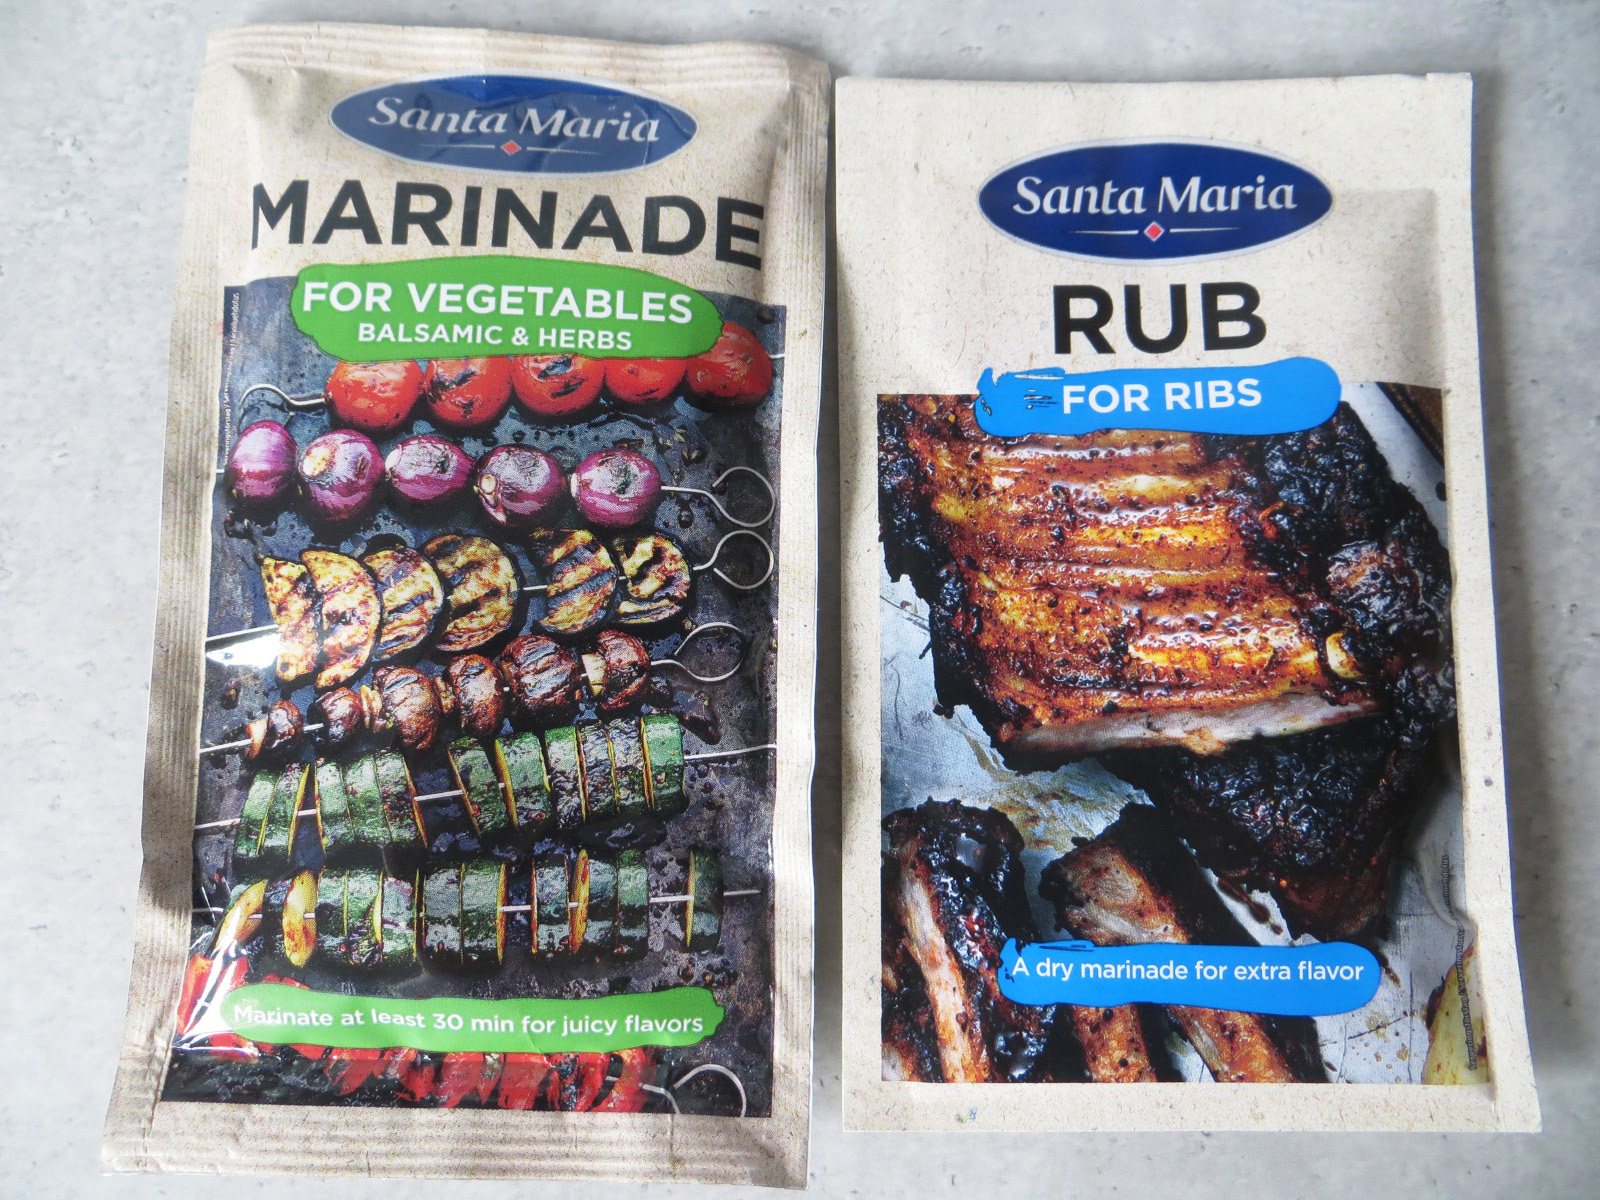 Santa Maria
MARINADE
FOR VEGETABLES
BALSAMIC & HERBS
Marinate at least 30 min for juicy flavors
Santa Maria
RUB
FOR RIBS
A dry marinade for extra flavor